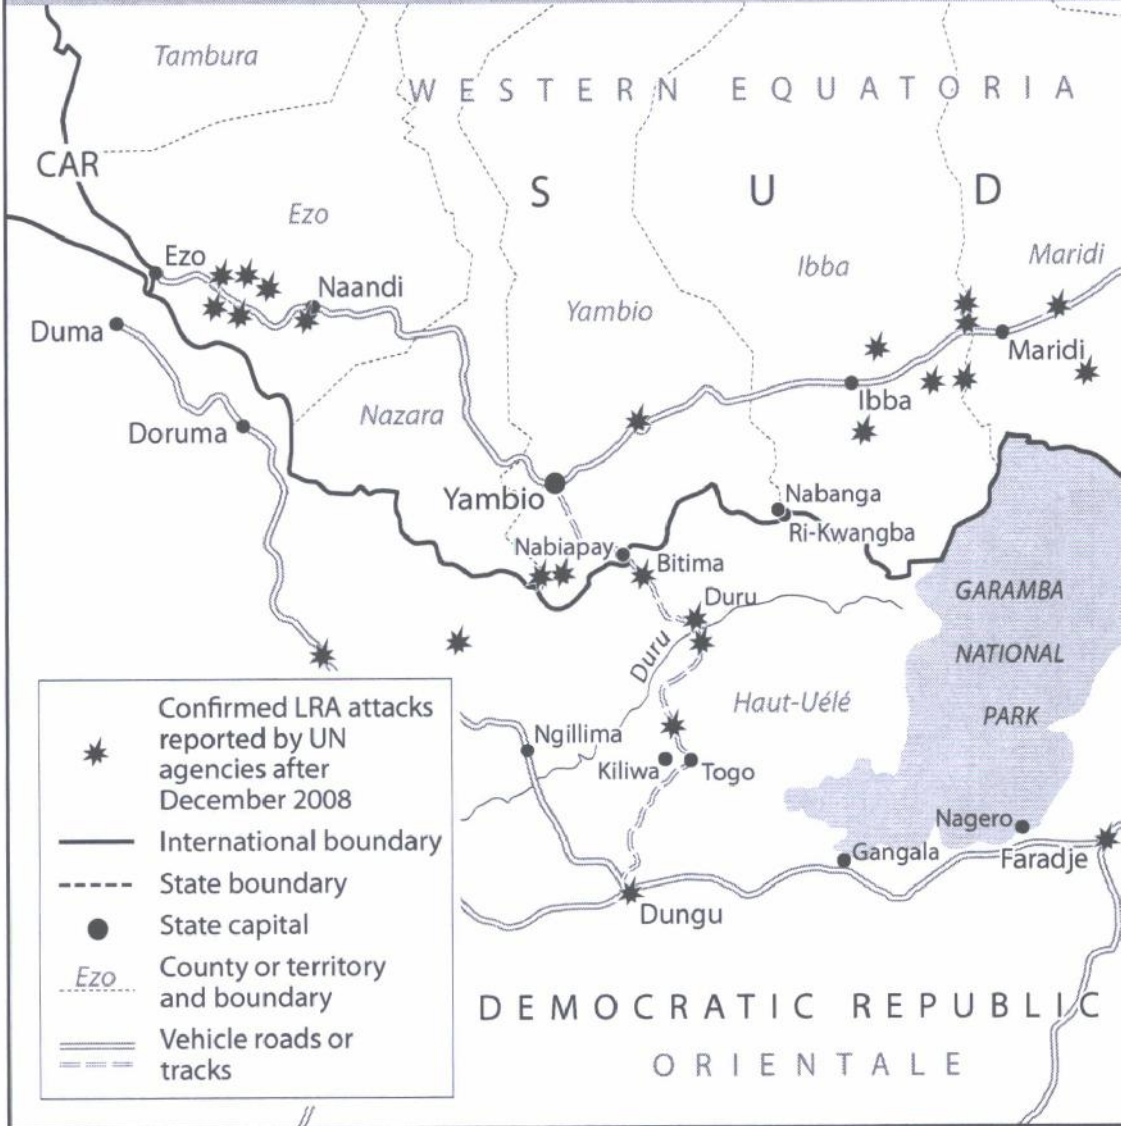 Tambura
WESTERN EQUATORIA
CAR
S U D
Ezo
Ezo
Ibba
Maridi
Naandi
Yambio
Duma
Maridi
Ibba
Nazara
Doruma
Yambio
Nabanga
Ri-Kwangba
Nabiapay
Bitima
Duru
Duru
GARAMBA
NATIONAL
PARK
Haut-Uélé
Ngillima
Kiliwa
Togo
Nagero
Gangala
Faradje
Dungu
DEMOCRATIC REPUBLIC
ORIENTALE
Confirmed LRA attacks
reported by UN
agencies after
December 2008
International boundary
State boundary
State capital
Ezo
County or territory
and boundary
Vehicle roads or
tracks